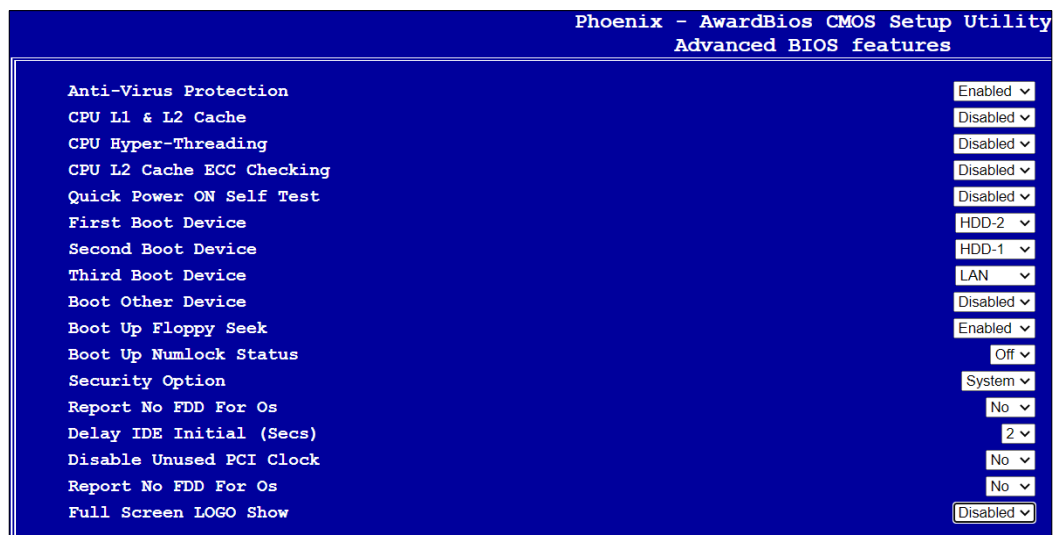 Phoenix - AwardBios CMOS Setup Utility
Advanced BIOS features
Anti-Virus Protection Enabled
CPU L1 & L2 Cache Disabled
CPU Hyper-Threading Disabled
CPU L2 Cache ECC Checking Disabled
Quick Power ON Self Test Disabled
First Boot Device HDD-2
Second Boot Device HDD-1
Third Boot Device LAN
Boot Other Device Disabled
Boot Up Floppy Seek Enabled
Boot Up Numlock Status Off
Security Option System
Report No FDD For Os No
Delay IDE Initial (Secs) 2
Disable Unused PCI Clock No
Report No FDD For Os No
Full Screen LOGO Show Disabled